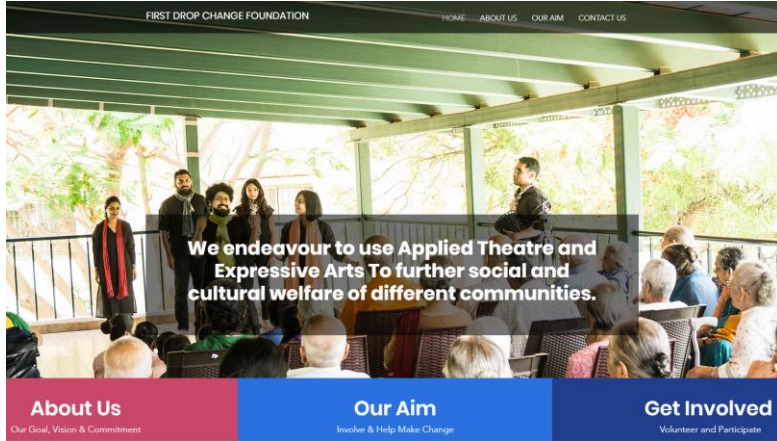 FIRST DROP CHANGE FOUNDATION
HOME ABOUT US OUR AIM CONTACT US
We endeavour to use Applied Theatre and
Expressive Arts To further social and
cultural welfare of different communities.
About Us
Our Goal, Vision & Commitment
Our Aim
Involve & Help Make Change
Get Involved
Volunteer and Participate